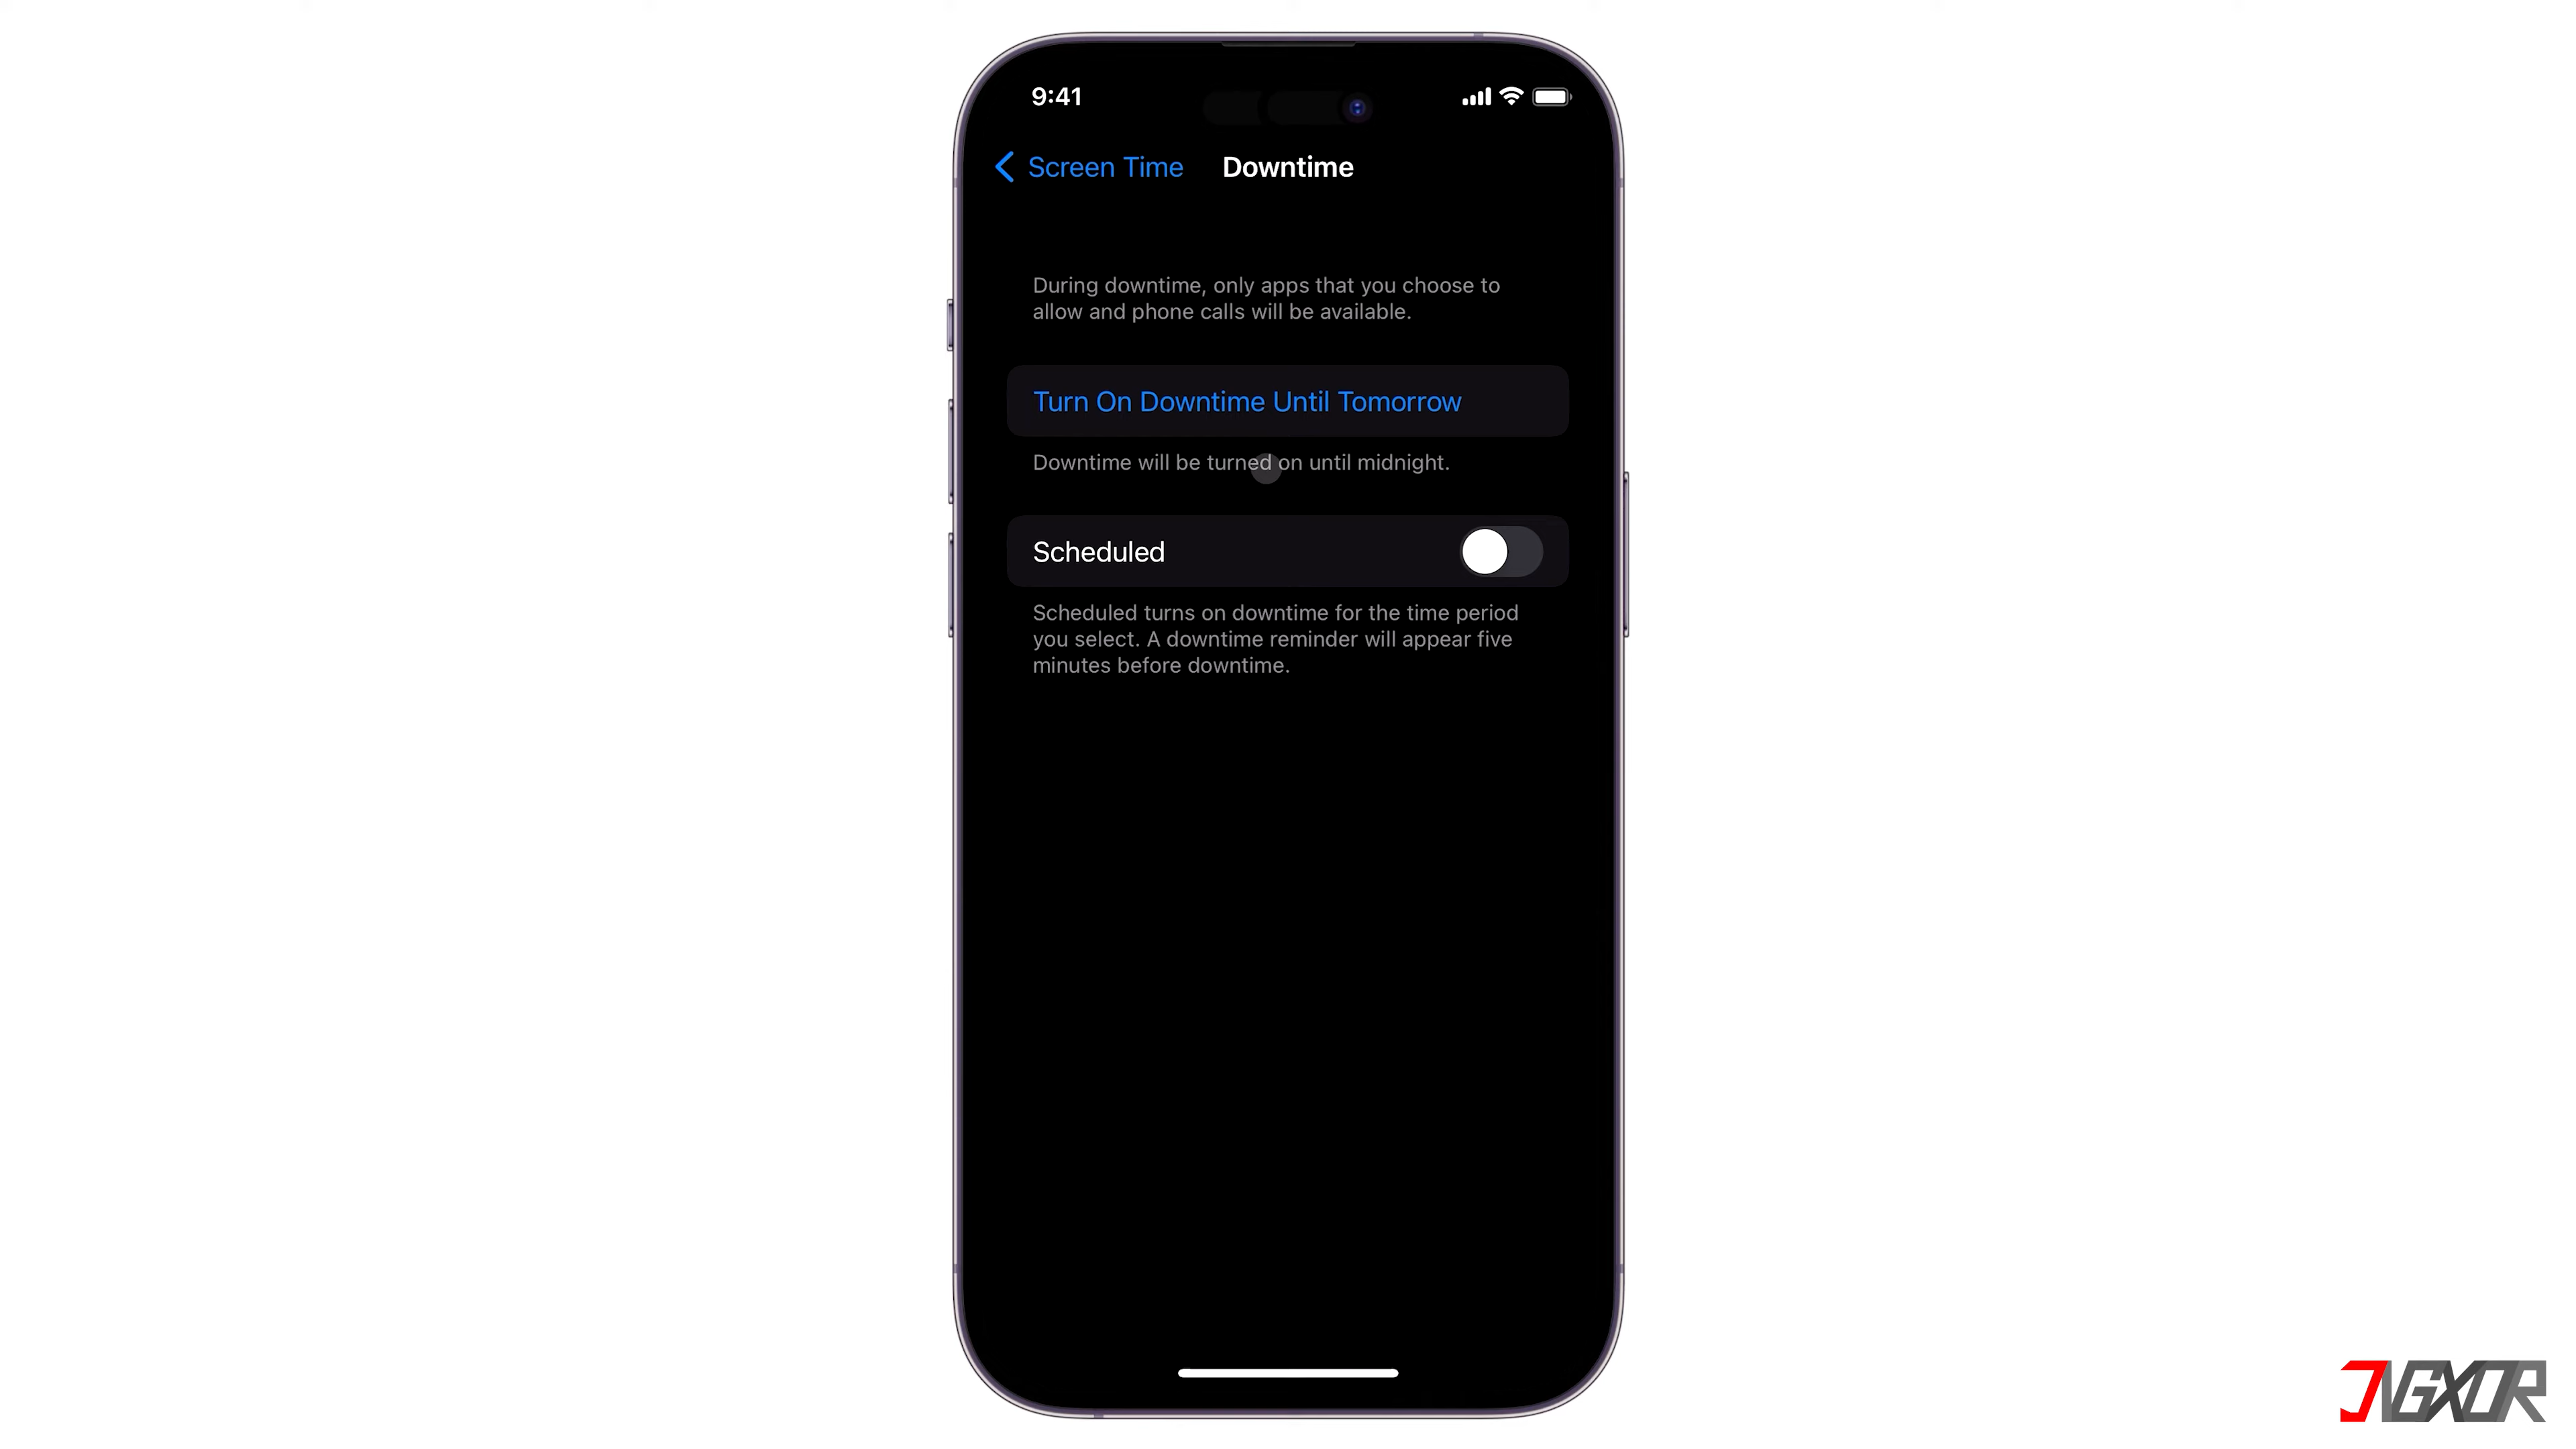 9:41
Screen Time
Downtime
During downtime, only apps that you choose to
allow and phone calls will be available.
Turn On Downtime Until Tomorrow
Downtime will be turned on until midnight.
Scheduled
Scheduled turns on downtime for the time period
you select. A downtime reminder will appear five
minutes before downtime.
JNGXOR